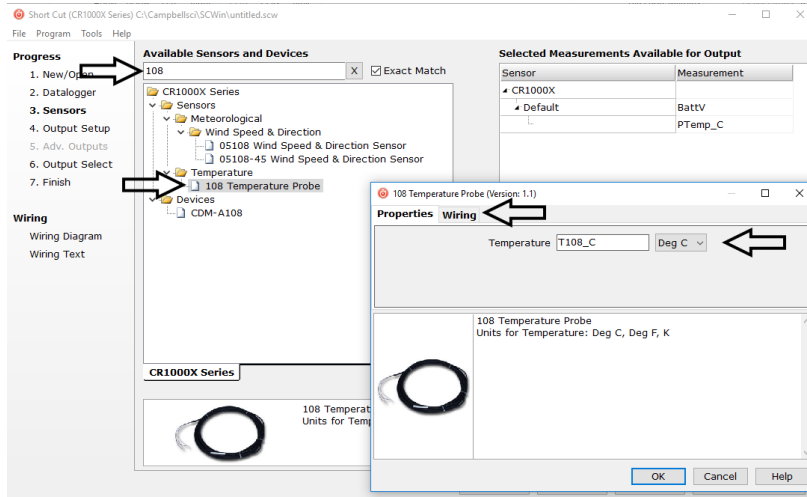 Short Cut (CR1000X Series) C:\Campbellsci\SCWin\untitled.scw
File Program Tools Help
Progress
1. New/Open
2. Datalogger
3. Sensors
4. Output Setup
5. Adv. Outputs
6. Output Select
7. Finish
Wiring
Wiring Diagram
Wiring Text
Available Sensors and Devices
108 X Exact Match
CR1000X Series
Sensors
Meteorological
Wind Speed & Direction
05108 Wind Speed & Direction Sensor
05108-45 Wind Speed & Direction Sensor
Temperature
108 Temperature Probe
Devices
CDM-A108
CR1000X Series
108 Temperat
Units for Temp
Selected Measurements Available for Output
Sensor Measurement
CR1000X
Default BattV
PTemp_C
108 Temperature Probe (Version: 1.1)
Properties Wiring
Temperature T108_C Deg C
108 Temperature Probe
Units for Temperature: Deg C, Deg F, K
OK Cancel Help